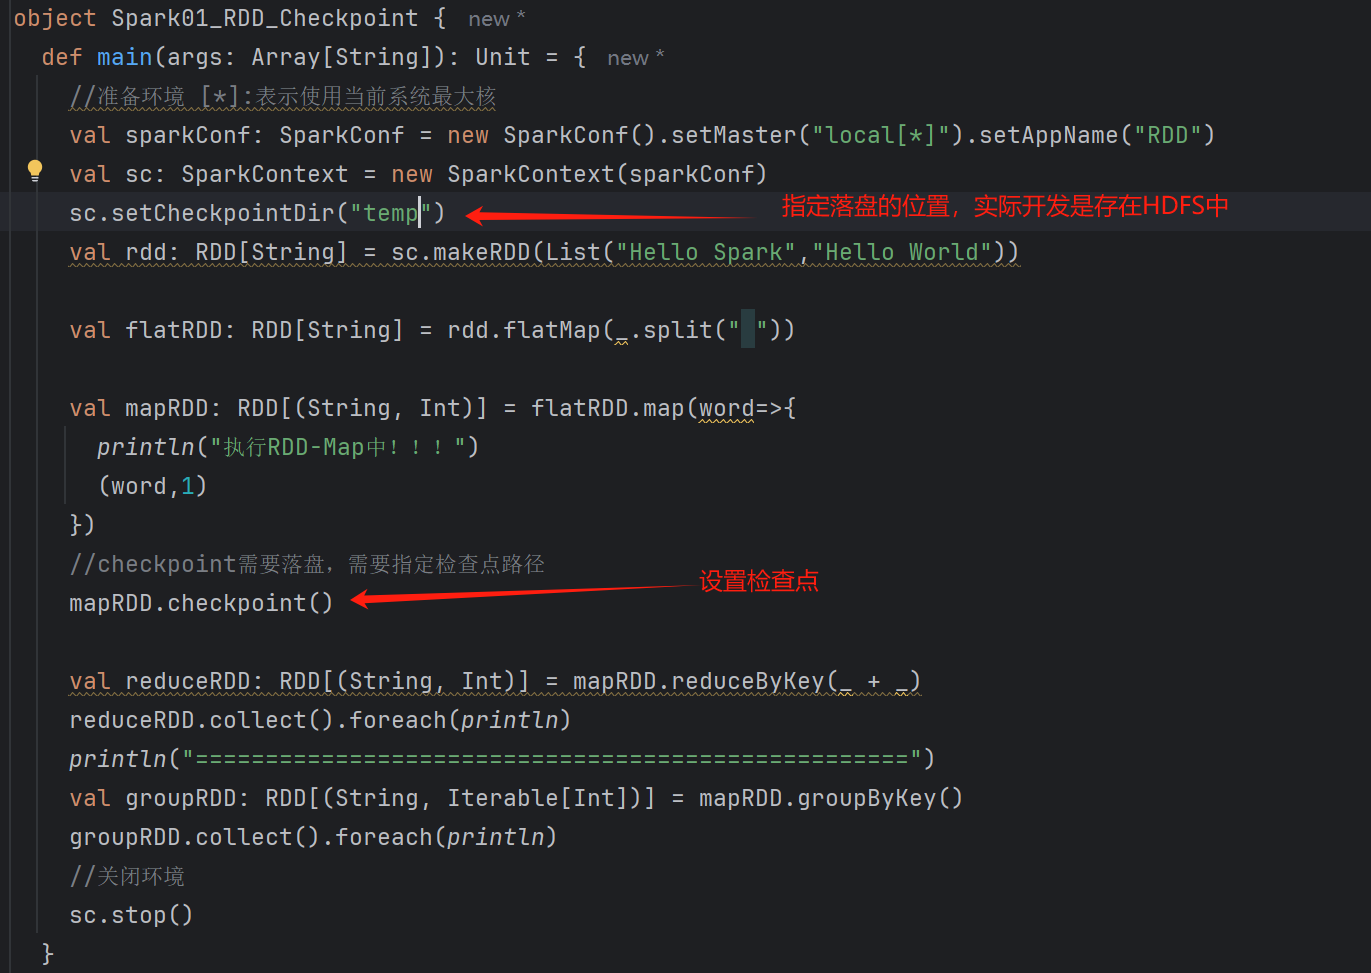 object Spark01_RDD_Checkpoint {  new *
def main(args: Array[String]): Unit = {  new *
//准备环境 [*]:表示使用当前系统最大核
val sparkConf: SparkConf = new SparkConf().setMaster("local[*]").setAppName("RDD")
val sc: SparkContext = new SparkContext(sparkConf)
sc.setCheckpointDir("temp") 指定落盘的位置，实际开发是存在HDFS中
val rdd: RDD[String] = sc.makeRDD(List("Hello Spark","Hello World"))
val flatRDD: RDD[String] = rdd.flatMap(_.split(" "))
val mapRDD: RDD[(String, Int)] = flatRDD.map(word=>{
println("执行RDD-Map中！！！")
(word,1)
})
//checkpoint需要落盘，需要指定检查点路径
mapRDD.checkpoint() 设置检查点
val reduceRDD: RDD[(String, Int)] = mapRDD.reduceByKey(_ + _)
reduceRDD.collect().foreach(println)
println("===================================================")
val groupRDD: RDD[(String, Iterable[Int])] = mapRDD.groupByKey()
groupRDD.collect().foreach(println)
//关闭环境
sc.stop()
}